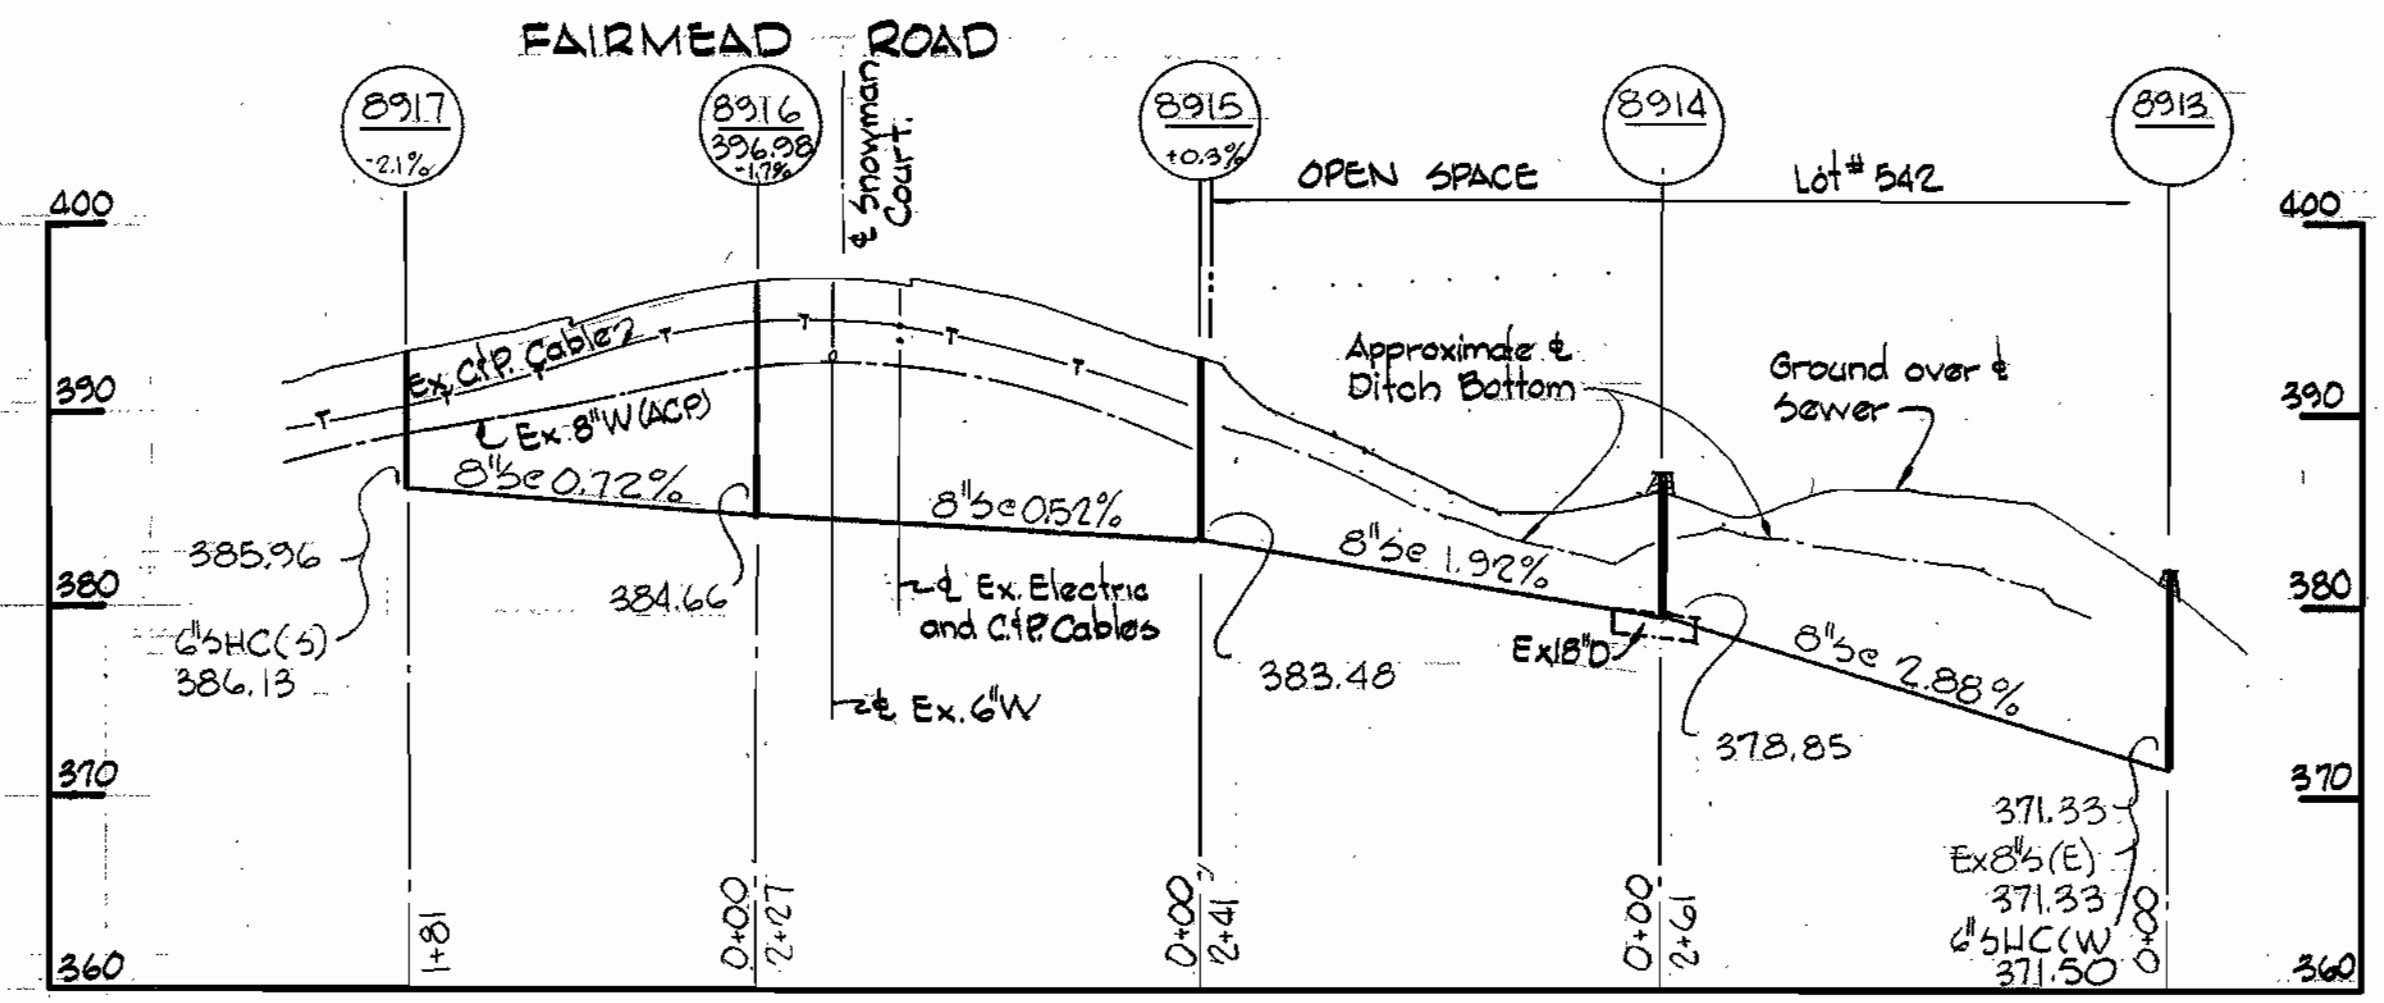 FAIRMEAD ROAD
8917
-2.1%
8916
396.98
-1.7%
℄ Snowyman
Court.
8915
+0.3%
8914
8913
OPEN SPACE
Lot # 542
400
390
380
370
360
400
390
380
370
360
Ex. C&P. Cable
T
T
T
T
T
T
T
℄ Ex. 8"W (ACP)
8"S@ 0.72%
8"S@ 0.52%
8"S@ 1.92%
8"S@ 2.88%
Approximate ℄
Ditch Bottom
Ground over ℄
Sewer
385.96
6"SHC(S)
386.13
384.66
℄ Ex. Electric
and C.&P. Cables
℄ Ex. 6"W
383.48
Ex18"D
378.85
371.33
Ex8"S(E)
371.33
6"SHC(W
371.50
1+81
0+00
2+27
0+00
2+41
0+00
2+61
0+00